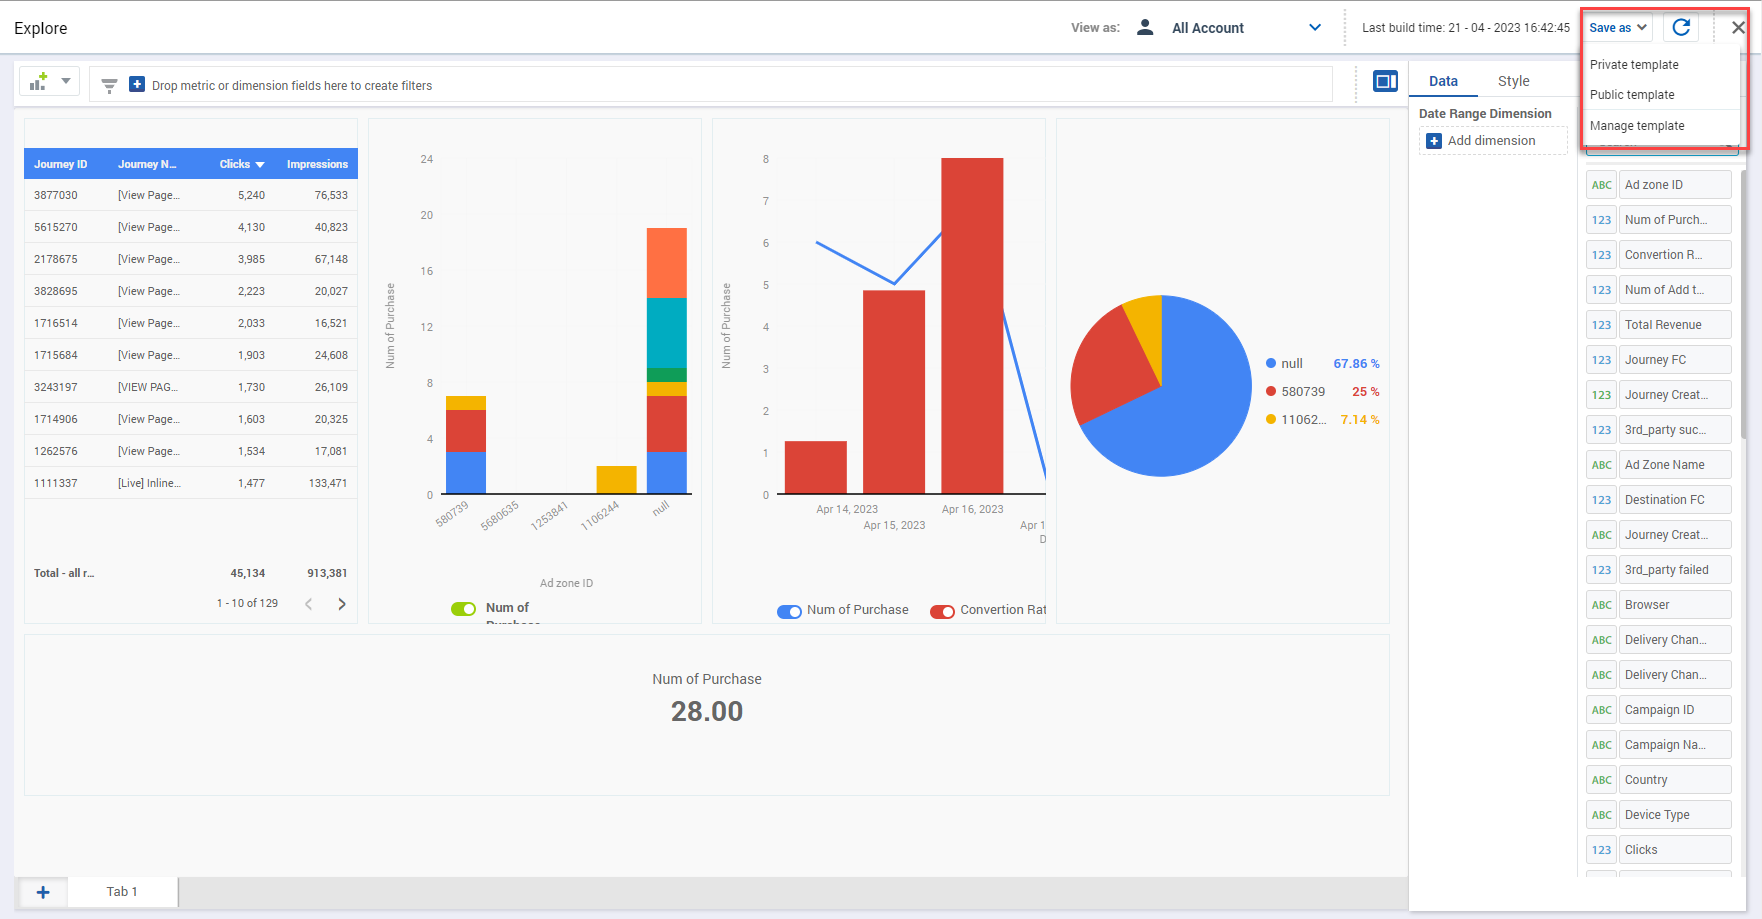 Explore
View as:
All Account
Last build time: 21 - 04 - 2023 16:42:45
Save as
Private template
Public template
Manage template
Drop metric or dimension fields here to create filters
Data
Style
Date Range Dimension
Add dimension
Journey ID Journey N... Clicks Impressions
3877030 [View Page... 5,240 76,533
5615270 [View Page... 4,130 40,823
2178675 [View Page... 3,985 67,148
3828695 [View Page... 2,223 20,027
1716514 [View Page... 2,033 16,521
1715684 [View Page... 1,903 24,608
3243197 [VIEW PAG... 1,730 26,109
1714906 [View Page... 1,603 20,325
1262576 [View Page... 1,534 17,081
1111337 [Live] Inline... 1,477 133,471
Total - all r... 45,134 913,381
1 - 10 of 129
24
20
16
12
8
4
0
Num of Purchase
580739
5680635
1253841
1106244
null
Ad zone ID
Num of
8
7
6
5
4
3
2
1
0
Num of Purchase
Apr 14, 2023
Apr 15, 2023
Apr 16, 2023
Apr 1
D
Num of Purchase
Convertion Rat
null 67.86 %
580739 25 %
11062... 7.14 %
Num of Purchase
28.00
ABC Ad zone ID
123 Num of Purch...
123 Convertion R...
123 Num of Add t...
123 Total Revenue
123 Journey FC
123 Journey Creat...
123 3rd_party suc...
ABC Ad Zone Name
123 Destination FC
ABC Journey Creat...
123 3rd_party failed
ABC Browser
ABC Delivery Chan...
ABC Delivery Chan...
ABC Campaign ID
ABC Campaign Na...
ABC Country
ABC Device Type
123 Clicks
Tab 1